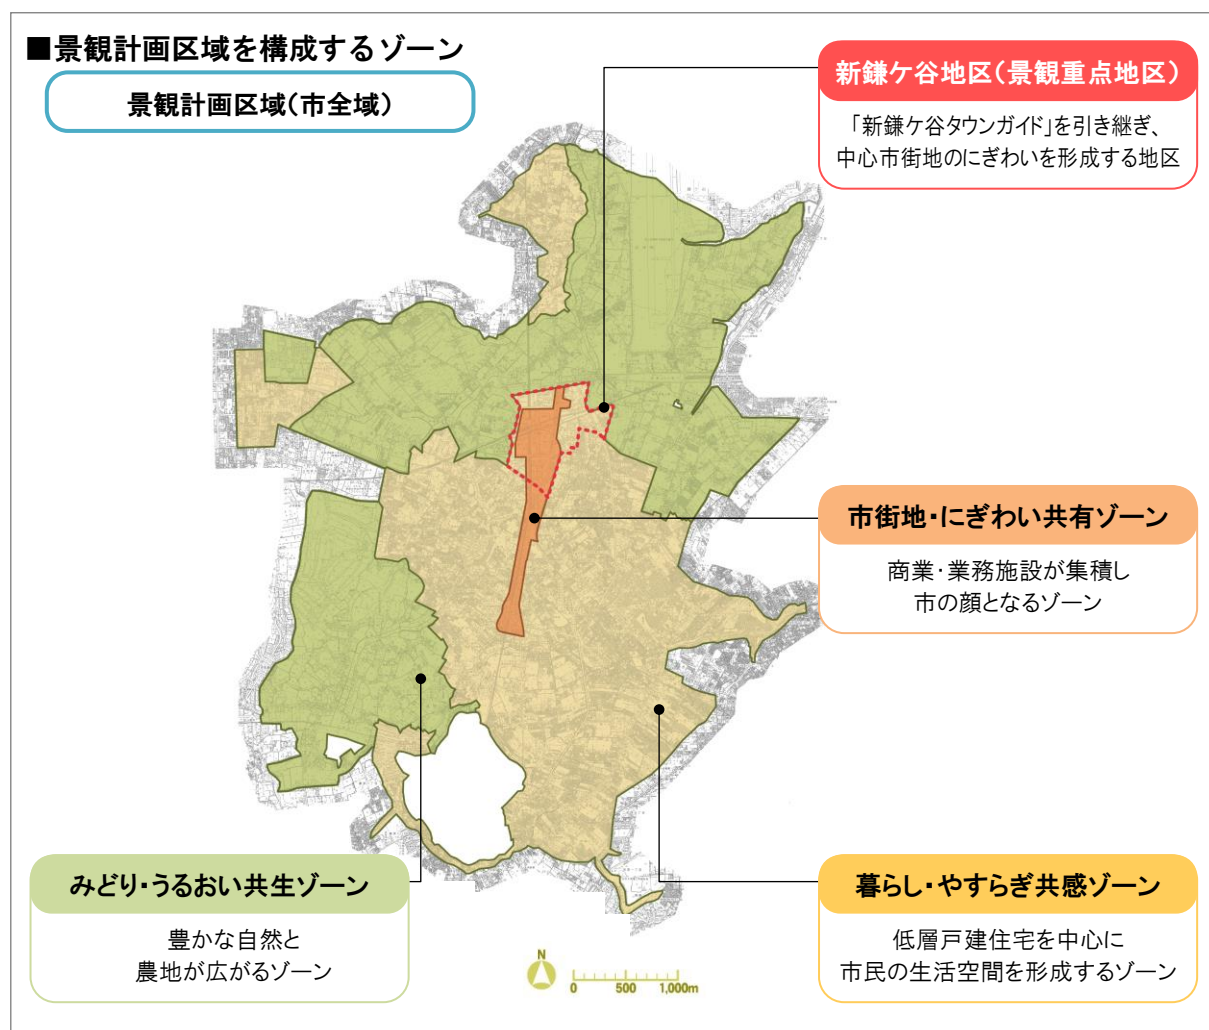 ■景観計画区域を構成するゾーン
景観計画区域(市全域)
新鎌ケ谷地区(景観重点地区)
「新鎌ケ谷タウンガイド」を引き継ぎ、
中心市街地のにぎわいを形成する地区
市街地・にぎわい共有ゾーン
商業・業務施設が集積し
市の顔となるゾーン
みどり・うるおい共生ゾーン
豊かな自然と
農地が広がるゾーン
暮らし・やすらぎ共感ゾーン
低層戸建住宅を中心に
市民の生活空間を形成するゾーン
N
0 500 1,000m